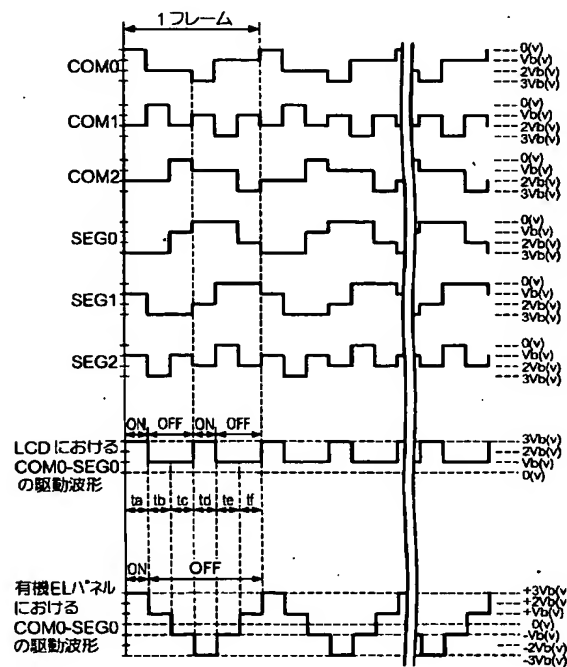 1フレーム
COM0
0(v)
Vb(v)
2Vb(v)
3Vb(v)
COM1
0(v)
Vb(v)
2Vb(v)
3Vb(v)
COM2
0(v)
Vb(v)
2Vb(v)
3Vb(v)
SEG0
0(v)
Vb(v)
2Vb(v)
3Vb(v)
SEG1
0(v)
Vb(v)
2Vb(v)
3Vb(v)
SEG2
0(v)
Vb(v)
2Vb(v)
3Vb(v)
ON OFF ON OFF
LCDにおける
COM0-SEG0
の駆動波形
3Vb(v)
2Vb(v)
Vb(v)
0(v)
ta tb tc td te tf
ON OFF
有機ELパネル
における
COM0-SEG0
の駆動波形
+3Vb(v)
+2Vb(v)
+Vb(v)
0(v)
-Vb(v)
-2Vb(v)
-3Vb(v)